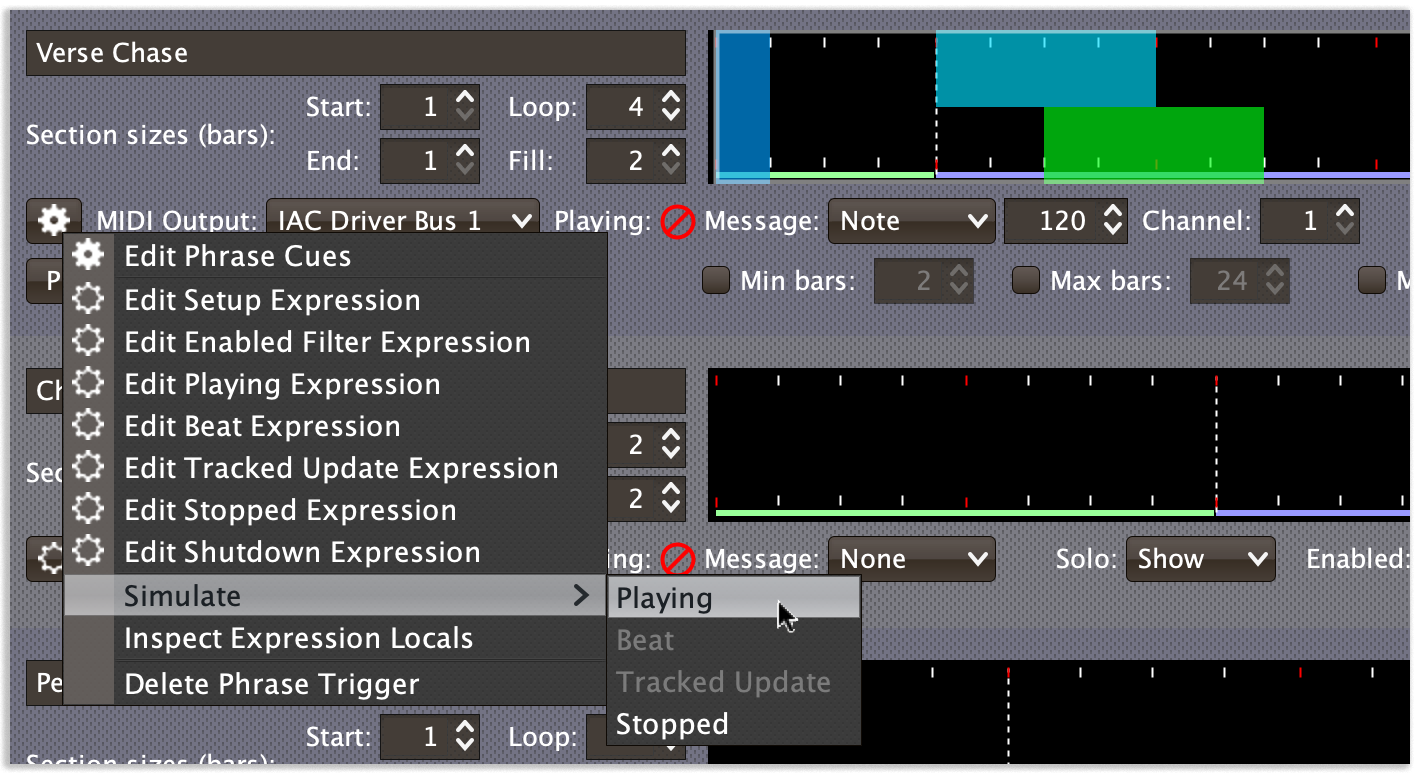 Verse Chase
Start: 1 Loop: 4
Section sizes (bars):
End: 1 Fill: 2
MIDI Output: IAC Driver Bus 1 Playing: Message: Note 120 Channel: 1
Edit Phrase Cues
P Min bars: 2 Max bars: 24 M
Edit Setup Expression
Edit Enabled Filter Expression
Edit Playing Expression
Ch
Edit Beat Expression
2
Edit Tracked Update Expression
Sec
Edit Stopped Expression
2
Edit Shutdown Expression
ing: Message: None Solo: Show Enabled:
Simulate
Playing
Inspect Expression Locals
Beat
Delete Phrase Trigger
Tracked Update
Pe
Stopped
Start: 1 Loop:
Section sizes (bars):